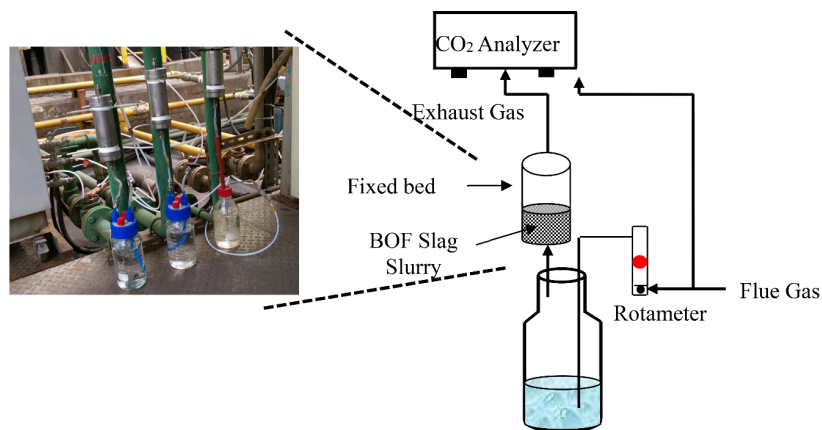 CO₂ Analyzer
Exhaust Gas
Fixed bed
BOF Slag
Slurry
Flue Gas
Rotameter